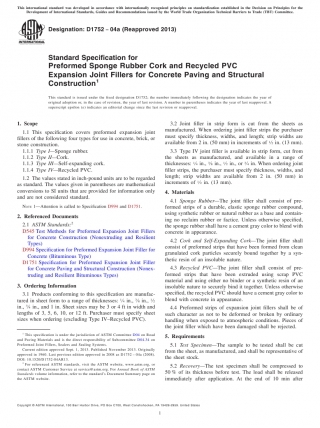 This international standard was developed in accordance with internationally recognized principles on standardization established in the Decision on Principles for the
Development of International Standards, Guides and Recommendations issued by the World Trade Organization Technical Barriers to Trade (TBT) Committee.
Designation: D1752 − 04a (Reapproved 2013)
INTERNATIONAL
Standard Specification for
Preformed Sponge Rubber Cork and Recycled PVC
Expansion Joint Fillers for Concrete Paving and Structural
Construction1
This standard is issued under the fixed designation D1752; the number immediately following the designation indicates the year of
original adoption or, in the case of revision, the year of last revision. A number in parentheses indicates the year of last reapproval. A
superscript epsilon (ε) indicates an editorial change since the last revision or reapproval.
1. Scope
1.1 This specification covers preformed expansion joint
fillers of the following four types for use in concrete, brick, or
stone construction.
1.1.1 Type I—Sponge rubber.
1.1.2 Type II—Cork.
1.1.3 Type III—Self-expanding cork.
1.1.4 Type IV—Recycled PVC.
1.2 The values stated in inch-pound units are to be regarded
as standard. The values given in parentheses are mathematical
conversions to SI units that are provided for information only
and are not considered standard.
NOTE 1—Attention is called to Specification D994 and D1751.
2. Referenced Documents
2.1 ASTM Standards:2
D545 Test Methods for Preformed Expansion Joint Fillers
for Concrete Construction (Nonextruding and Resilient
Types)
D994 Specification for Preformed Expansion Joint Filler for
Concrete (Bituminous Type)
D1751 Specification for Preformed Expansion Joint Filler
for Concrete Paving and Structural Construction (Nonex-
truding and Resilient Bituminous Types)
3. Ordering Information
3.1 Products conforming to this specification are manufac-
tured in sheet form in a range of thicknesses:
in., and 1 in. Sheet sizes may be 3 or 4 ft in width and
lengths of 3, 5, 6, 10, or 12 ft. Purchaser must specify sheet
sizes when ordering (excluding Type IV–Recycled PVC).
1 This specification is under the jurisdiction of ASTM Committee D04 on Road
and Paving Materials and is the direct responsibility of Subcommittee D04.34 on
Preformed Joint Fillers, Sealers and Sealing Systems.
Current edition approved Sept. 1, 2013. Published November 2013. Originally
approved in 1960. Last previous edition approved in 2008 as D1752 – 04a (2008).
DOI: 10.1520/D1752-04AR13.
2 For referenced ASTM standards, visit the ASTM website, www.astm.org, or
contact ASTM Customer Service at service@astm.org. For Annual Book of ASTM
Standards volume information, refer to the standard's Document Summary page on
the ASTM website.
3.2 Joint filler in strip form is cut from the sheets as
manufactured. When ordering joint filler strips the purchaser
must specify thickness, widths, and length; strip widths are
available from 2 in. (50 mm) in increments of ½ in. (13 mm).
3.3 Type IV joint filler is available in strip form, cut from
the sheets as manufactured, and available in a range of
thicknesses: When ordering joint
filler strips, the purchaser must specify thickness, widths, and
length; strip widths are available from 2 in. (50 mm) in
increments of ½ in. (13 mm).
4. Materials
4.1 Sponge Rubber—The joint filler shall consist of pre-
formed strips of a durable, elastic sponge rubber compound,
using synthetic rubber or natural rubber as a base and contain-
ing no reclaim rubber or factice. Unless otherwise specified,
the sponge rubber shall have a cement gray color to blend with
concrete in appearance.
4.2 Cork and Self-Expanding Cork—The joint filler shall
consist of preformed strips that have been formed from clean
granulated cork particles securely bound together by a syn-
thetic resin of an insoluble nature.
4.3 Recycled PVC—The joint filler shall consist of pre-
formed strips that have been extruded using scrap PVC
material and using either no binder or a synthetic resin of an
insoluble nature to securely bind it together. Unless otherwise
specified, the recycled PVC should have a cement gray color to
blend with concrete in appearance.
4.4 Preformed strips of expansion joint fillers shall be of
such character as not to be deformed or broken by ordinary
handling when exposed to atmospheric conditions. Pieces of
the joint filler which have been damaged shall be rejected.
5. Requirements
5.1 Test Specimen—The sample to be tested shall be cut
from the sheet, as manufactured, and shall be representative of
the sheet stock.
5.2 Recovery—The test specimen shall be compressed to
50 % of its thickness before test. The load shall be released
immediately after application. At the end of 10 min after
Copyright © ASTM International, 100 Barr Harbor Drive, PO Box C700, West Conshohocken, PA 19428-2959. United States
1